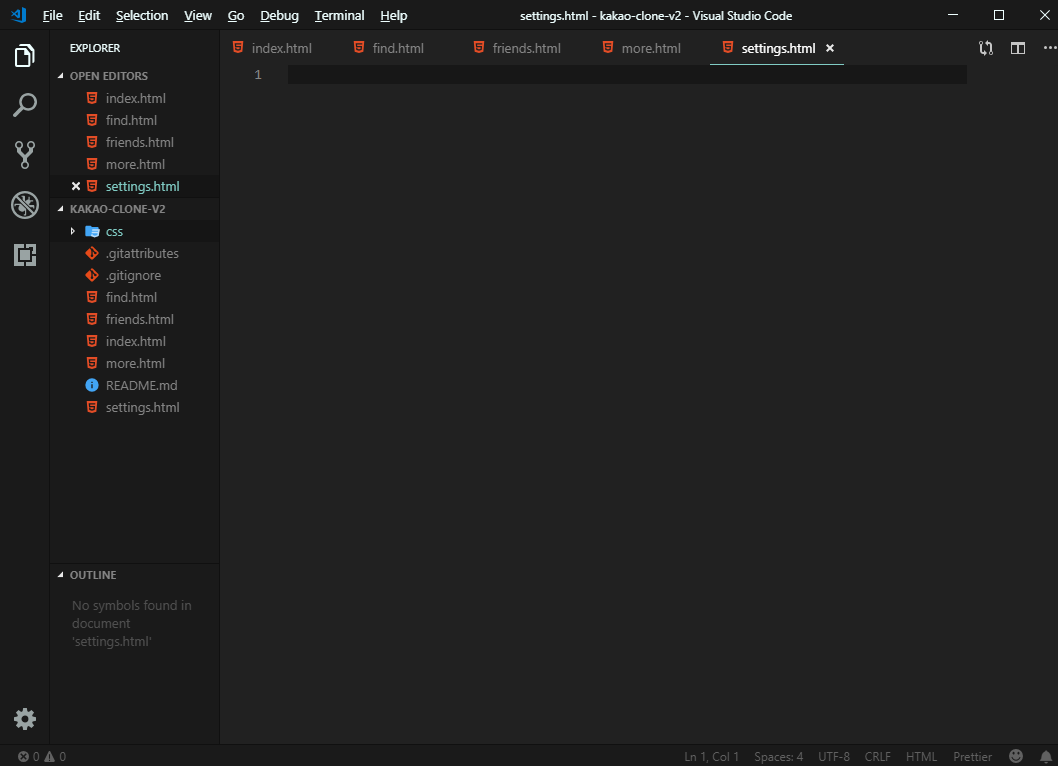 File Edit Selection View Go Debug Terminal Help settings.html - kakao-clone-v2 - Visual Studio Code
EXPLORER
OPEN EDITORS
index.html
find.html
friends.html
more.html
settings.html
KAKAO-CLONE-V2
css
.gitattributes
.gitignore
find.html
friends.html
index.html
more.html
README.md
settings.html
OUTLINE
No symbols found in
document
'settings.html'
index.html find.html friends.html more.html settings.html
1
0 0 Ln 1, Col 1 Spaces: 4 UTF-8 CRLF HTML Prettier